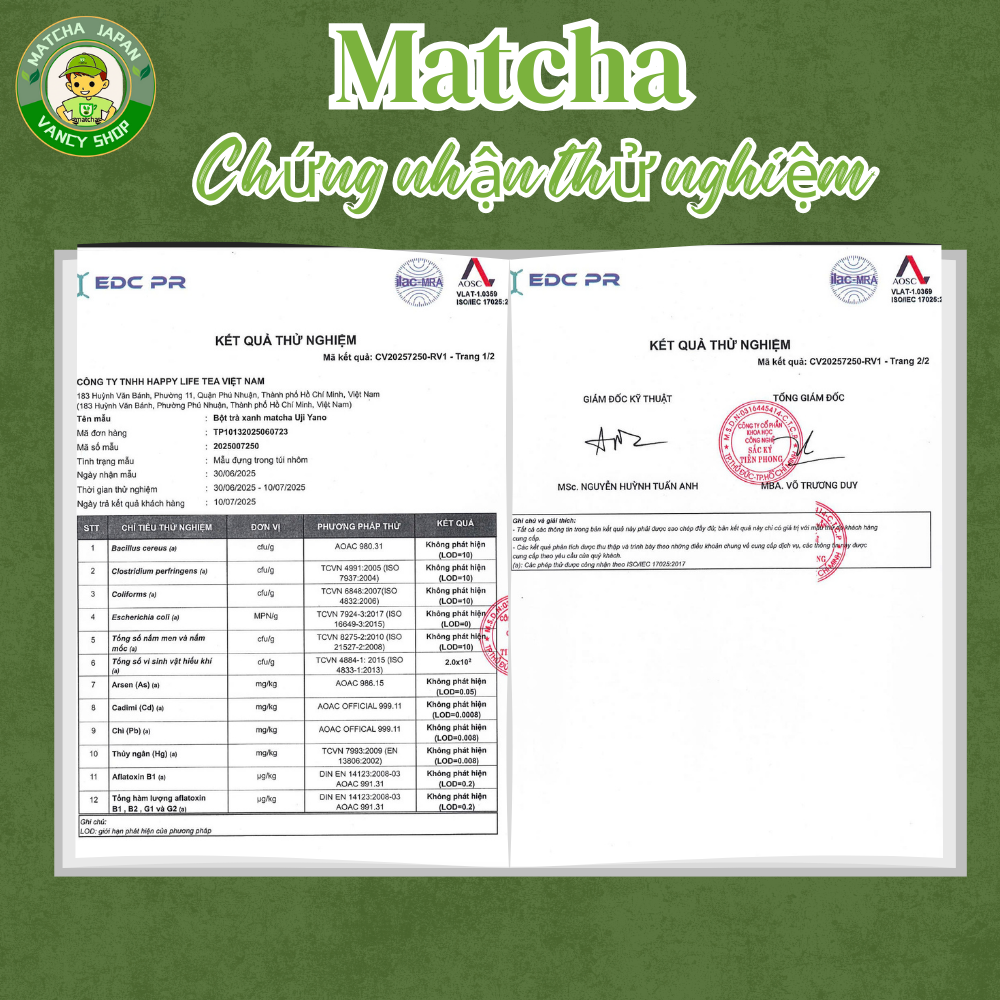 MATCHA JAPAN
matcha
VANCY SHOP
Matcha
Chứng nhận thử nghiệm
EDC PR
ilac-MRA
AOSC
VLAT-1.0359
ISO/IEC 17025:2
KẾT QUẢ THỬ NGHIỆM
Mã kết quả: CV20257250-RV1 - Trang 1/2
CÔNG TY TNHH HAPPY LIFE TEA VIỆT NAM
183 Huỳnh Văn Bánh, Phường 11, Quận Phú Nhuận, Thành phố Hồ Chí Minh, Việt Nam
(183 Huỳnh Văn Bánh, Phường Phú Nhuận, Thành phố Hồ Chí Minh, Việt Nam)
Tên mẫu : Bột trà xanh matcha Uji Yano
Mã đơn hàng : TP10132025060723
Mã số mẫu : 2025007250
Tình trạng mẫu : Mẫu đựng trong túi nhôm
Ngày nhận mẫu : 30/06/2025
Thời gian thử nghiệm : 30/06/2025 - 10/07/2025
Ngày trả kết quả khách hàng : 10/07/2025
STT CHỈ TIÊU THỬ NGHIỆM ĐƠN VỊ PHƯƠNG PHÁP THỬ KẾT QUẢ
1 Bacillus cereus (a) cfu/g AOAC 980.31 Không phát hiện (LOD=10)
2 Clostridium perfringens (a) cfu/g TCVN 4991:2005 (ISO 7937:2004) Không phát hiện (LOD=10)
3 Coliforms (a) cfu/g TCVN 6848:2007(ISO 4832:2006) Không phát hiện (LOD=10)
4 Escherichia coli (a) MPN/g TCVN 7924-3:2017 (ISO 16649-3:2015) Không phát hiện (LOD=0)
5 Tổng số nấm men và nấm mốc (a) cfu/g TCVN 8275-2:2010 (ISO 21527-2:2008) Không phát hiện (LOD=10)
6 Tổng số vi sinh vật hiếu khí (a) cfu/g TCVN 4884-1: 2015 (ISO 4833-1:2013) 2.0x10²
7 Arsen (As) (a) mg/kg AOAC 986.15 Không phát hiện (LOD=0.05)
8 Cadimi (Cd) (a) mg/kg AOAC OFFICIAL 999.11 Không phát hiện (LOD=0.0008)
9 Chì (Pb) (a) mg/kg AOAC OFFICAL 999.11 Không phát hiện (LOD=0.008)
10 Thủy ngân (Hg) (a) mg/kg TCVN 7993:2009 (EN 13806:2002) Không phát hiện (LOD=0.008)
11 Aflatoxin B1 (a) µg/kg DIN EN 14123:2008-03 AOAC 991.31 Không phát hiện (LOD=0.2)
12 Tổng hàm lượng aflatoxin B1 , B2 , G1 và G2 (a) µg/kg DIN EN 14123:2008-03 AOAC 991.31 Không phát hiện (LOD=0.2)
Ghi chú:
LOD: giới hạn phát hiện của phương pháp
EDC PR
ilac-MRA
AOSC
VLAT-1.0359
ISO/IEC 17025:2
KẾT QUẢ THỬ NGHIỆM
Mã kết quả: CV20257250-RV1 - Trang 2/2
GIÁM ĐỐC KỸ THUẬT TỔNG GIÁM ĐỐC
M.S.D.N:0316445414-C.T.C.P
CÔNG TY CỔ PHẦN
KHOA HỌC
CÔNG NGHỆ
SẮC KÝ
TIÊN PHONG
TP.THỦ ĐỨC-TP.HỒ CHÍ MINH
MSc. NGUYỄN HUỲNH TUẤN ANH MBA. VÕ TRƯƠNG DUY
Ghi chú và giải thích:
- Tất cả các thông tin trong bản kết quả này phải được sao chép đầy đủ; bản kết quả này chỉ có giá trị với mẫu thử do khách hàng
cung cấp.
- Các kết quả phân tích được thu thập và trình bày theo những điều khoản chung về cung cấp dịch vụ, các thông tin này được
cung cấp theo yêu cầu của quý khách.
(a): Các phép thử được công nhận theo ISO/IEC 17025:2017